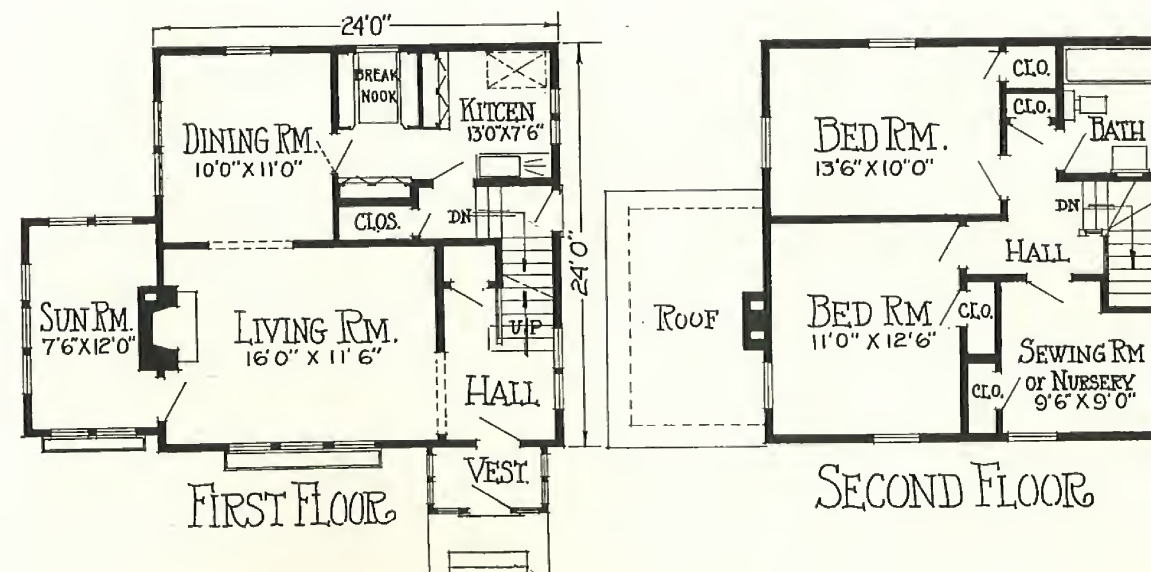 24'0"
BREAK
NOOK
KITCEN
13'0"X7'6"
DINING RM.
10'0" X 11'0"
CLOS.
DN
24'0"
SUN RM.
7'6"X12'0"
LIVING RM.
16'0" X 11'6"
UP
HALL
VEST.
FIRST FLOOR
CLO.
CLO.
BED RM.
13'6" X 10'0"
BATH
DN
HALL
ROOF
BED RM
11'0" X 12'6"
CLO.
SEWING RM
or NURSERY
9'6" X 9'0"
CLO.
SECOND FLOOR